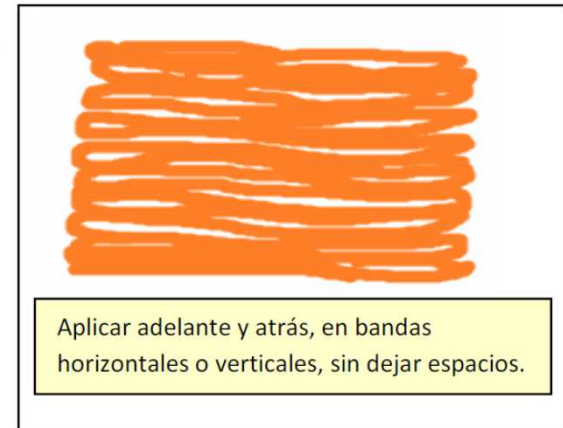 Aplicar adelante y atrás, en bandas
horizontales o verticales, sin dejar espacios.